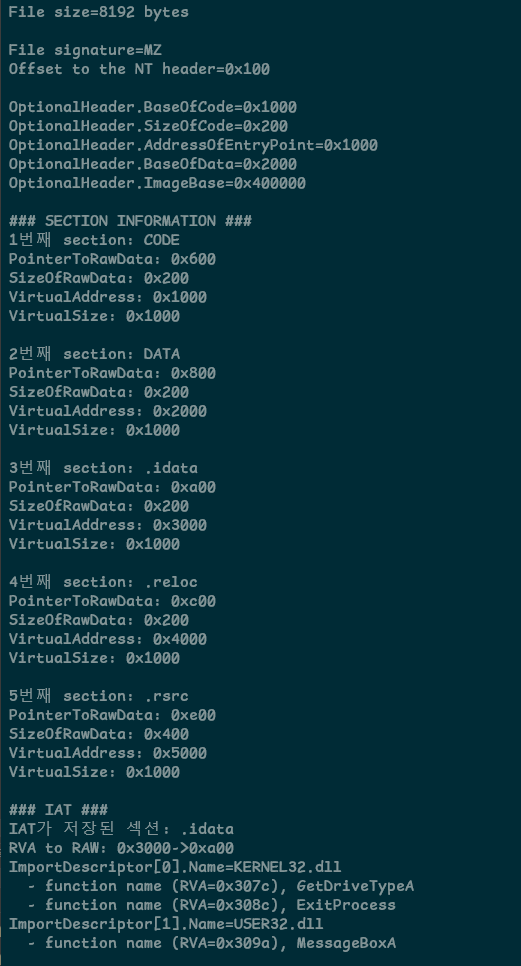 File size=8192 bytes
File signature=MZ
Offset to the NT header=0x100
OptionalHeader.BaseOfCode=0x1000
OptionalHeader.SizeOfCode=0x200
OptionalHeader.AddressOfEntryPoint=0x1000
OptionalHeader.BaseOfData=0x2000
OptionalHeader.ImageBase=0x400000
### SECTION INFORMATION ###
1번째 section: CODE
PointerToRawData: 0x600
SizeOfRawData: 0x200
VirtualAddress: 0x1000
VirtualSize: 0x1000
2번째 section: DATA
PointerToRawData: 0x800
SizeOfRawData: 0x200
VirtualAddress: 0x2000
VirtualSize: 0x1000
3번째 section: .idata
PointerToRawData: 0xa00
SizeOfRawData: 0x200
VirtualAddress: 0x3000
VirtualSize: 0x1000
4번째 section: .reloc
PointerToRawData: 0xc00
SizeOfRawData: 0x200
VirtualAddress: 0x4000
VirtualSize: 0x1000
5번째 section: .rsrc
PointerToRawData: 0xe00
SizeOfRawData: 0x400
VirtualAddress: 0x5000
VirtualSize: 0x1000
### IAT ###
IAT가 저장된 섹션: .idata
RVA to RAW: 0x3000->0xa00
ImportDescriptor[0].Name=KERNEL32.dll
- function name (RVA=0x307c), GetDriveTypeA
- function name (RVA=0x308c), ExitProcess
ImportDescriptor[1].Name=USER32.dll
- function name (RVA=0x309a), MessageBoxA